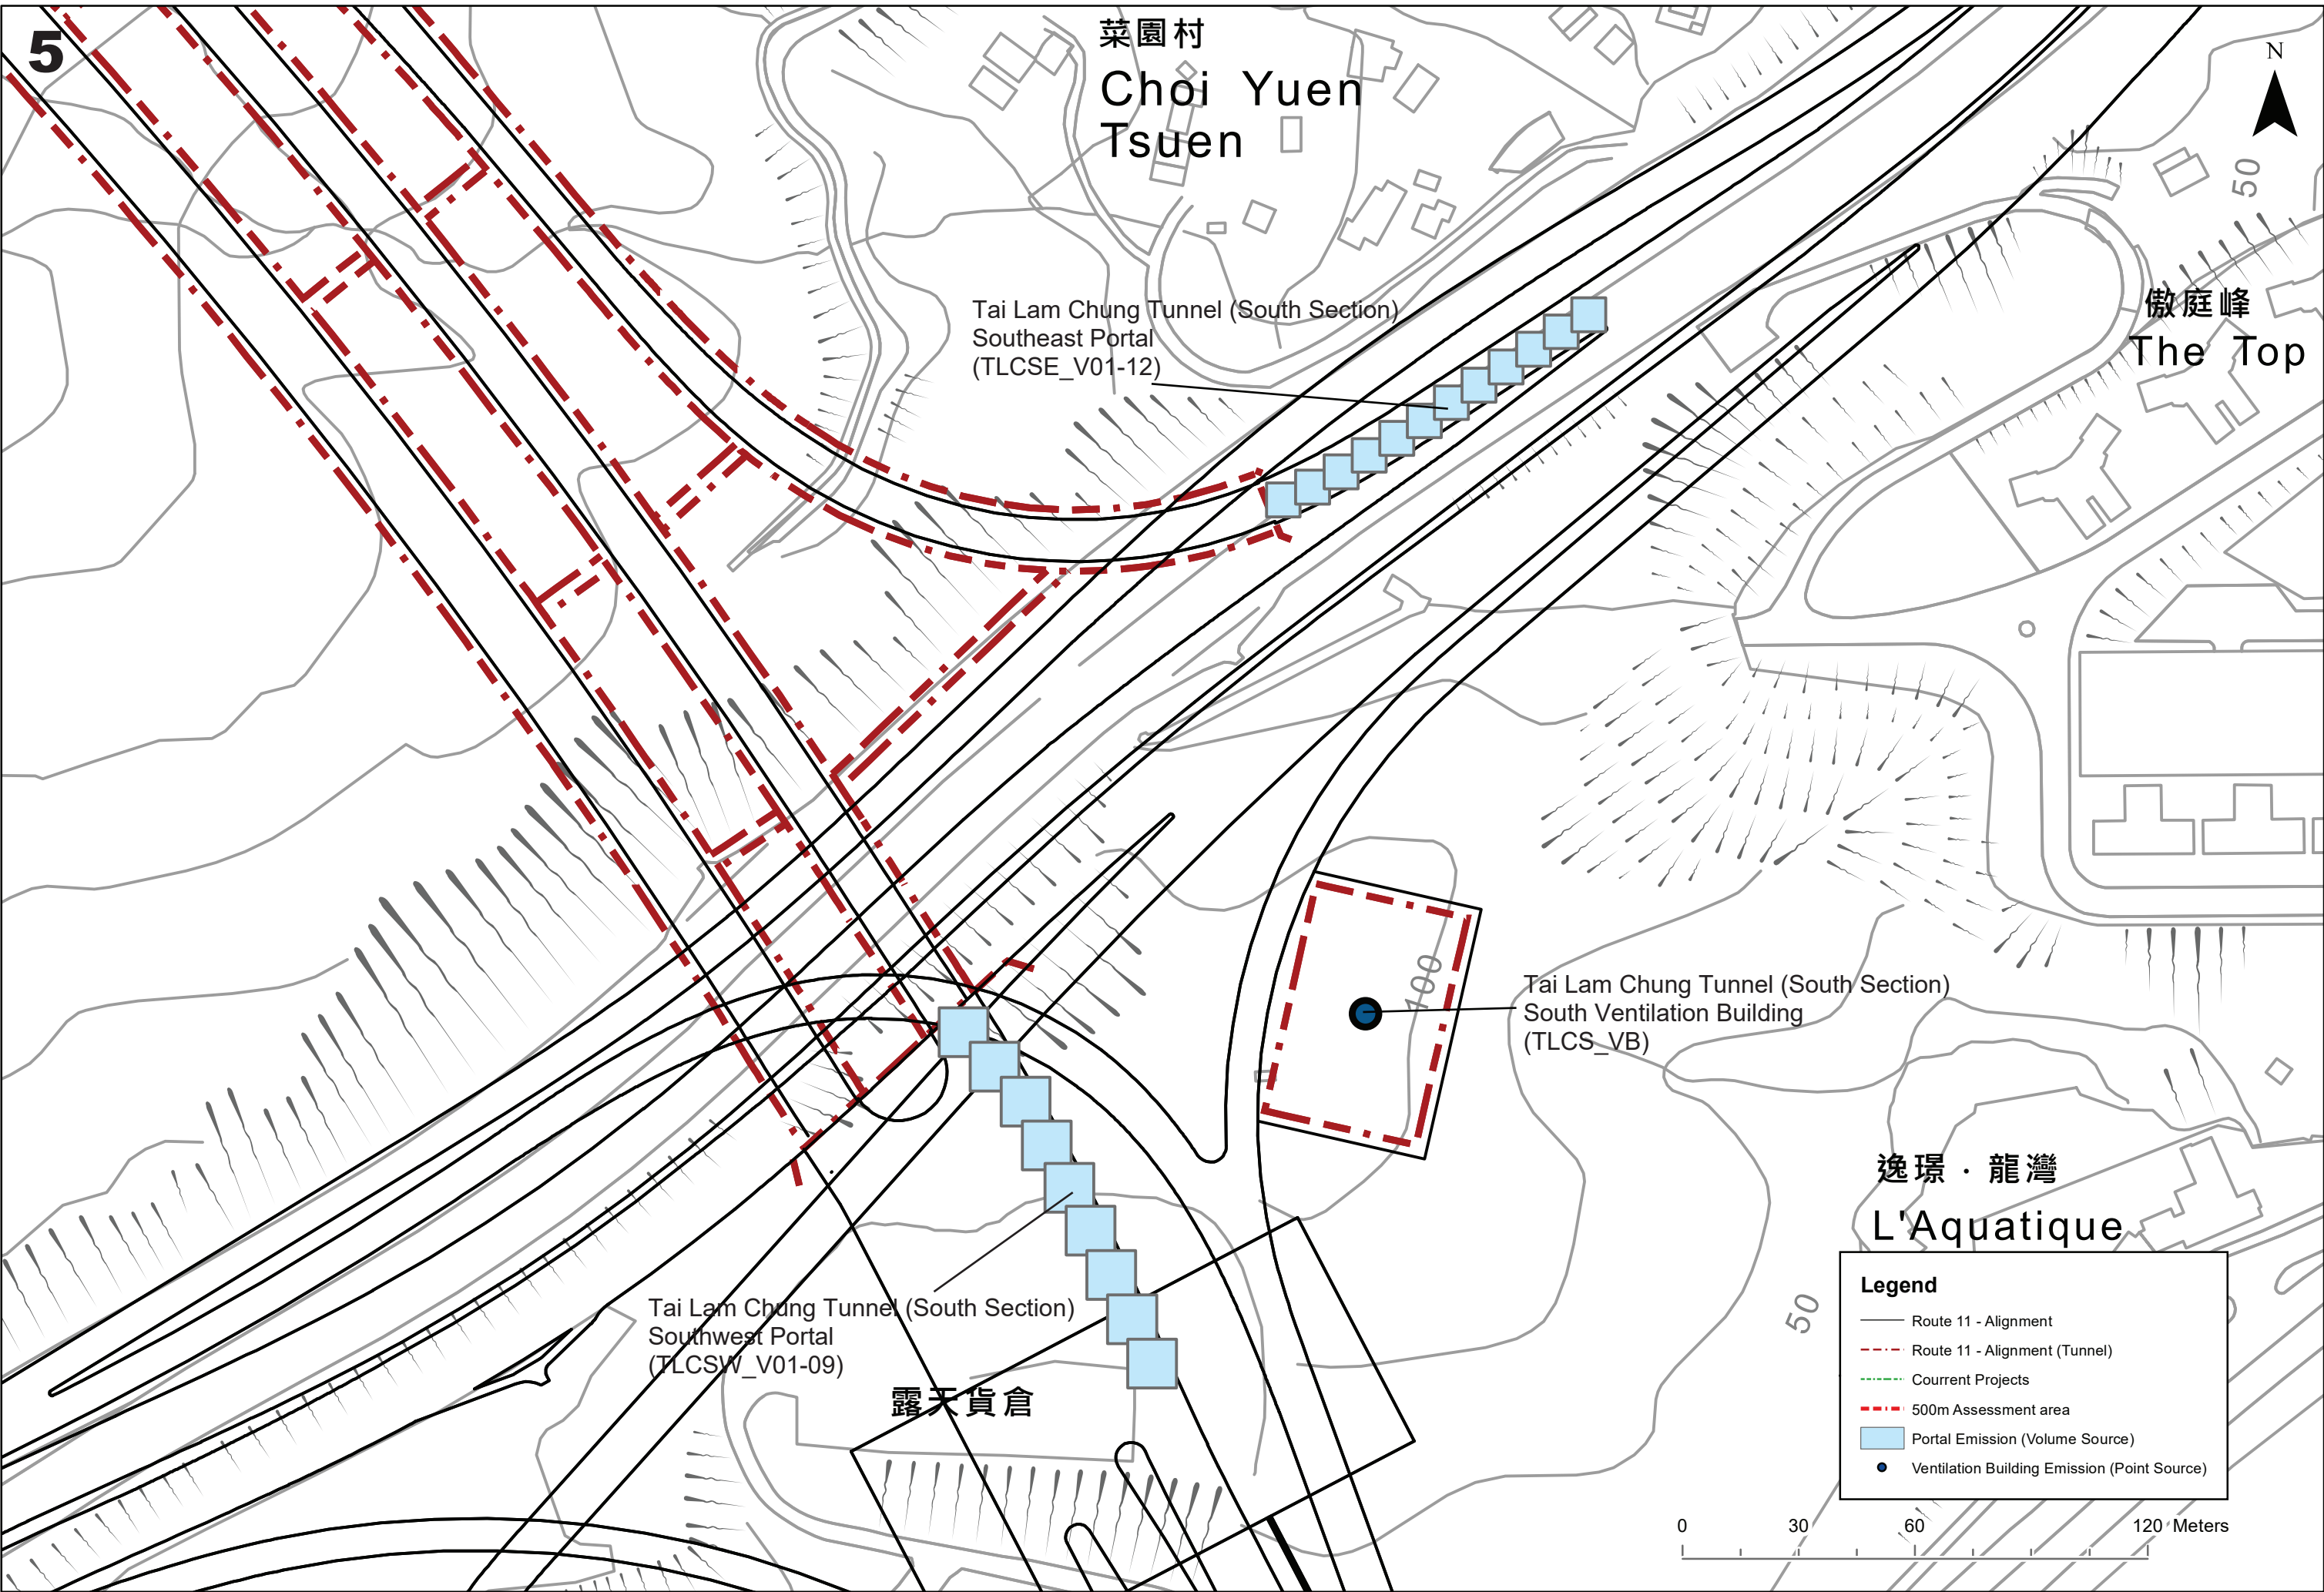 5
菜園村
Choi Yuen
Tsuen
N
50
傲庭峰
The Top
Tai Lam Chung Tunnel (South Section)
Southeast Portal
(TLCSE_V01-12)
100
Tai Lam Chung Tunnel (South Section)
South Ventilation Building
(TLCS_VB)
逸璟．龍灣
L'Aquatique
50
Tai Lam Chung Tunnel (South Section)
Southwest Portal
(TLCSW_V01-09)
露天貨倉
Legend
Route 11 - Alignment
Route 11 - Alignment (Tunnel)
Courrent Projects
500m Assessment area
Portal Emission (Volume Source)
Ventilation Building Emission (Point Source)
0 30 60 120 Meters